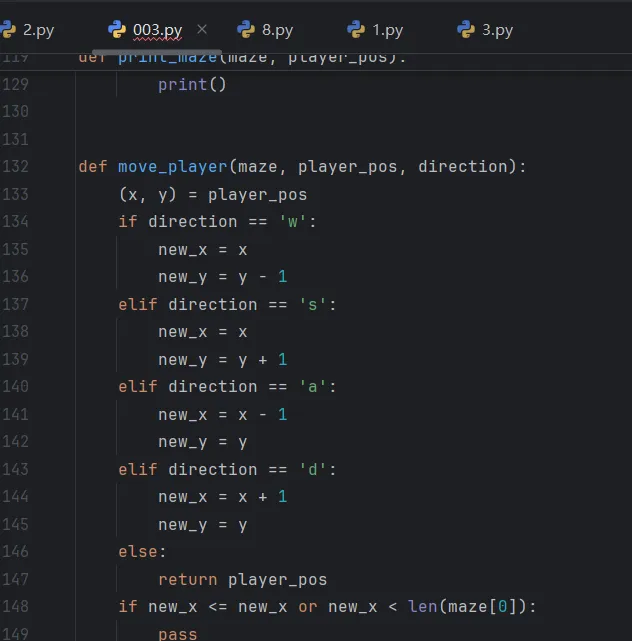 2.py 003.py 8.py 1.py 3.py
119 def print_maze(maze, player_pos):
129 print()
130
131
132 def move_player(maze, player_pos, direction):
133 (x, y) = player_pos
134 if direction == 'w':
135 new_x = x
136 new_y = y - 1
137 elif direction == 's':
138 new_x = x
139 new_y = y + 1
140 elif direction == 'a':
141 new_x = x - 1
142 new_y = y
143 elif direction == 'd':
144 new_x = x + 1
145 new_y = y
146 else:
147 return player_pos
148 if new_x <= new_x or new_x < len(maze[0]):
149 pass